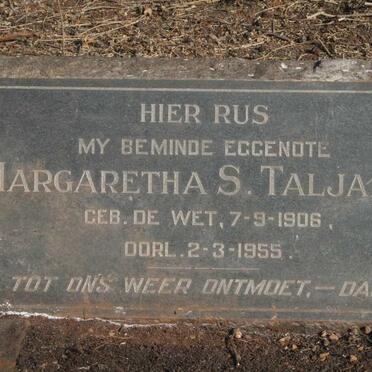 HIER RUS
MY BEMINDE EGGENOTE
MARGARETHA S. TALJA
GEB. DE WET, 7-9-1906,
OORL. 2-3-1955.
TOT ONS WEER ONTMOET,—DA